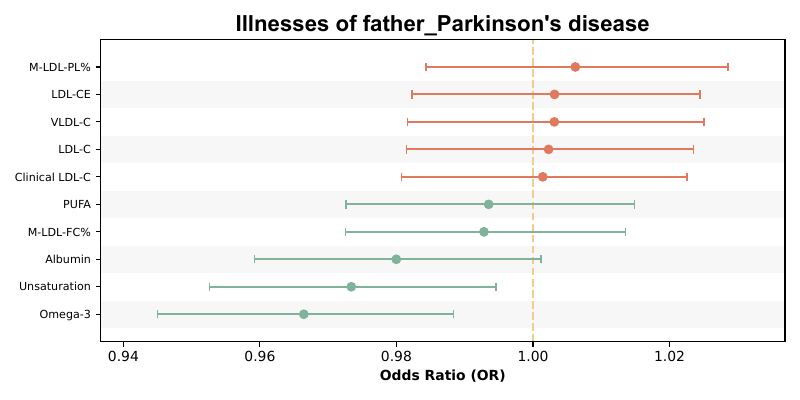 Illnesses of father_Parkinson's disease
M-LDL-PL%
LDL-CE
VLDL-C
LDL-C
Clinical LDL-C
PUFA
M-LDL-FC%
Albumin
Unsaturation
Omega-3
0.94 0.96 0.98 1.00 1.02
Odds Ratio (OR)